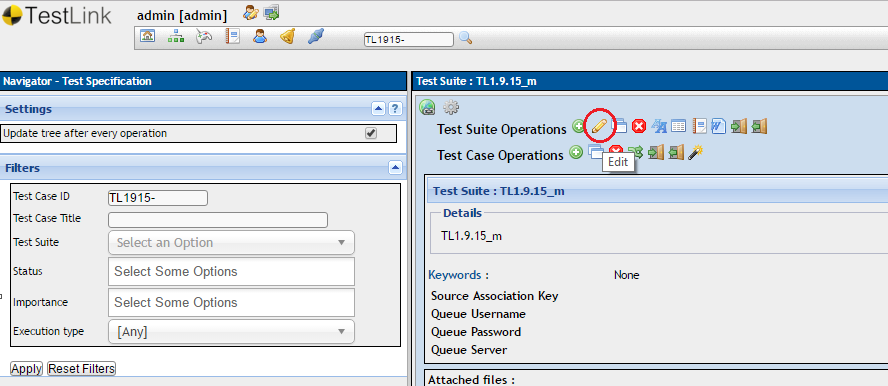 TestLink
admin [admin]
TL1915-
Navigator - Test Specification
Settings
?
Update tree after every operation
Filters
Test Case ID
TL1915-
Test Case Title
Test Suite
Select an Option
Status
Select Some Options
Importance
Select Some Options
Execution type
[Any]
Apply
Reset Filters
Test Suite : TL1.9.15_m
Test Suite Operations
Test Case Operations
Edit
Test Suite : TL1.9.15_m
Details
TL1.9.15_m
Keywords :
None
Source Association Key
Queue Username
Queue Password
Queue Server
Attached files :